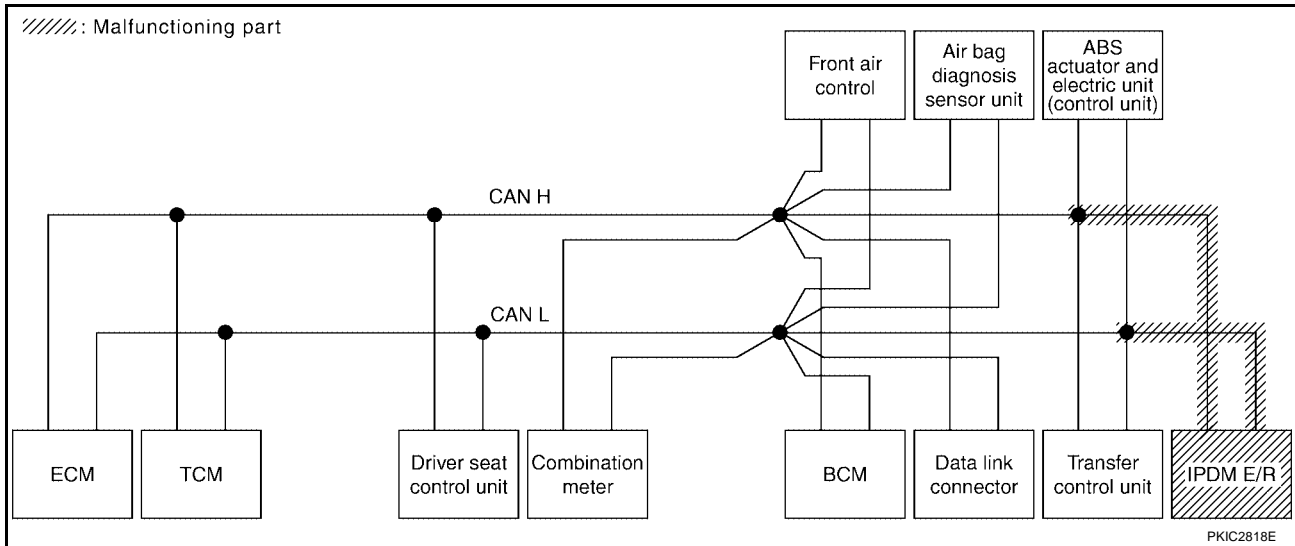 : Malfunctioning part
Front air
control
Air bag
diagnosis
sensor unit
ABS
actuator and
electric unit
(control unit)
CAN H
CAN L
ECM
TCM
Driver seat
control unit
Combination
meter
BCM
Data link
connector
Transfer
control unit
IPDM E/R
PKIC2818E